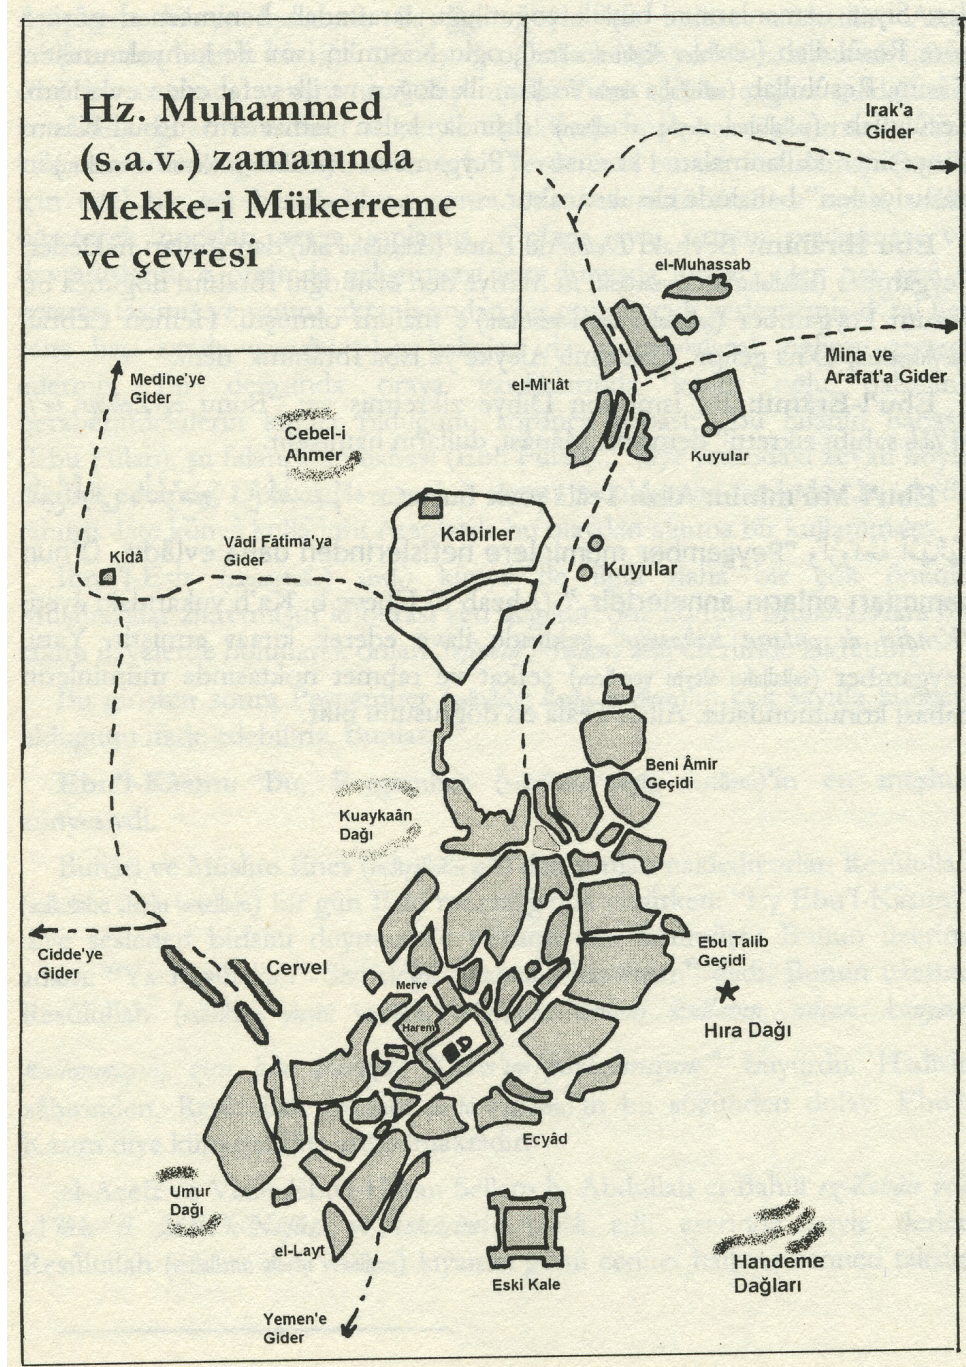 Hz. Muhammed
(s.a.v.) zamanında
Mekke-i Mükerreme
ve çevresi
Irak'a
Gider
el-Muhassab
Mina ve
Arafat'a Gider
el-Mi'lât
Medine'ye
Gider
Cebel-i
Ahmer
Kuyular
Kabirler
Kidâ
Vâdi Fâtima'ya
Gider
Kuyular
Beni Âmir
Geçidi
Kuaykaân
Dağı
Cidde'ye
Gider
Cervel
Ebu Talib
Geçidi
Merve
Harem
Hıra Dağı
Ecyâd
Umur
Dağı
el-Layt
Eski Kale
Handeme
Dağları
Yemen'e
Gider